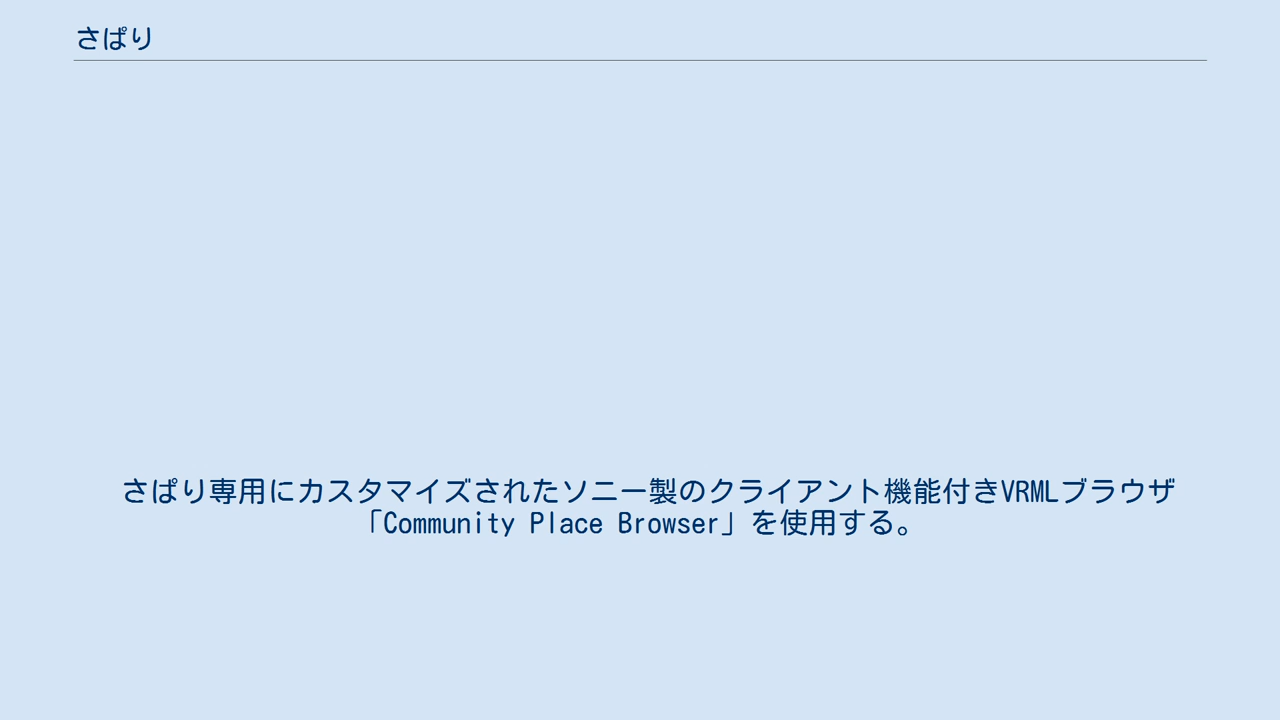 さぱり
さぱり専用にカスタマイズされたソニー製のクライアント機能付きVRMLブラウザ
「Community Place Browser」を使用する。